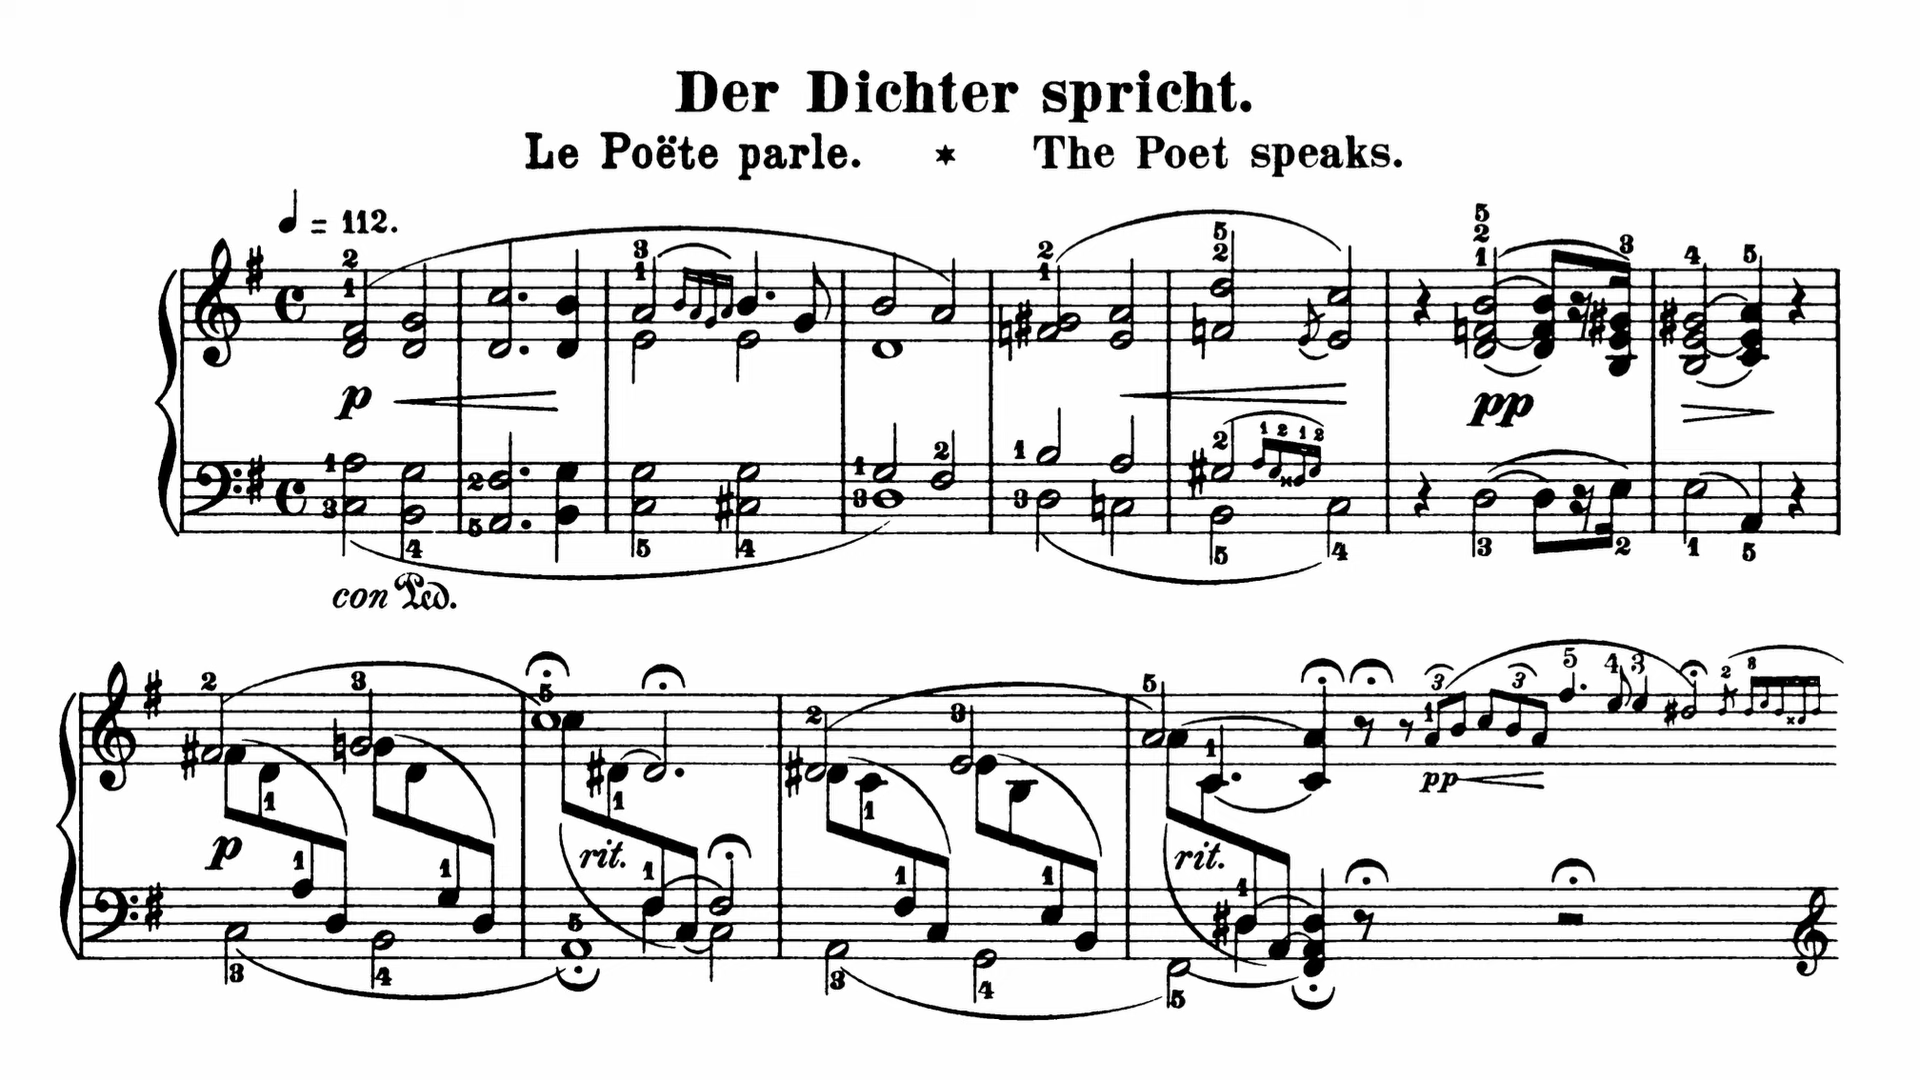 Der Dichter spricht.
Le Poëte parle. * The Poet speaks.
♩ = 112.
p
pp
con Ped.
p
rit.
rit.
pp